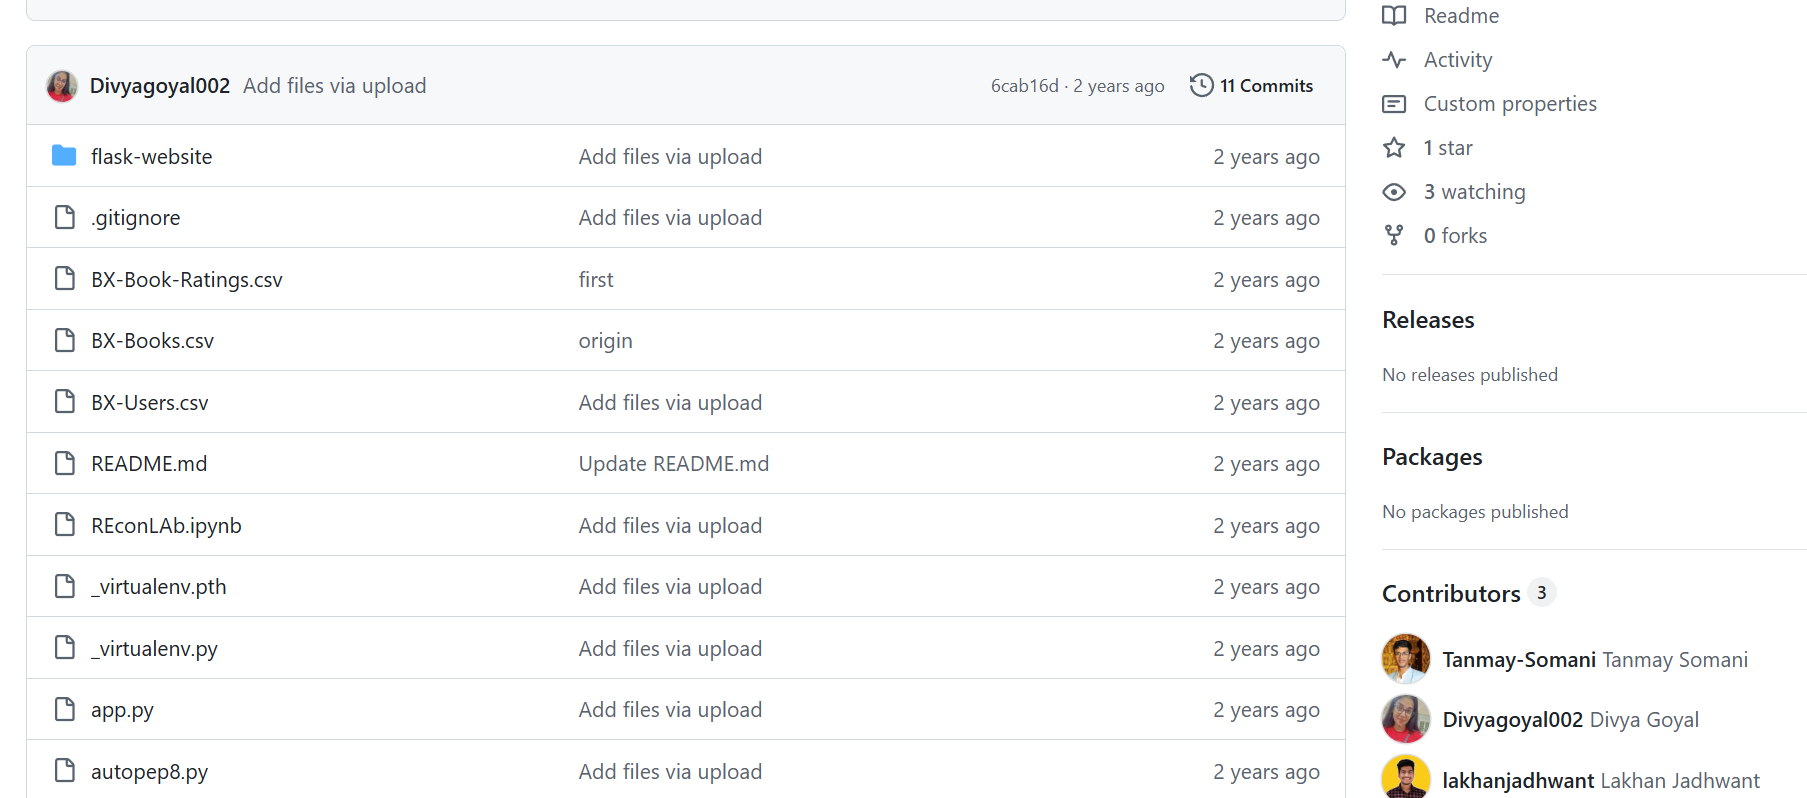 Divyagoyal002 Add files via upload 6cab16d · 2 years ago 11 Commits
flask-website Add files via upload 2 years ago
.gitignore Add files via upload 2 years ago
BX-Book-Ratings.csv first 2 years ago
BX-Books.csv origin 2 years ago
BX-Users.csv Add files via upload 2 years ago
README.md Update README.md 2 years ago
REconLAb.ipynb Add files via upload 2 years ago
_virtualenv.pth Add files via upload 2 years ago
_virtualenv.py Add files via upload 2 years ago
app.py Add files via upload 2 years ago
autopep8.py Add files via upload 2 years ago
Readme
Activity
Custom properties
1 star
3 watching
0 forks
Releases
No releases published
Packages
No packages published
Contributors 3
Tanmay-Somani Tanmay Somani
Divyagoyal002 Divya Goyal
lakhanjadhwant Lakhan Jadhwant